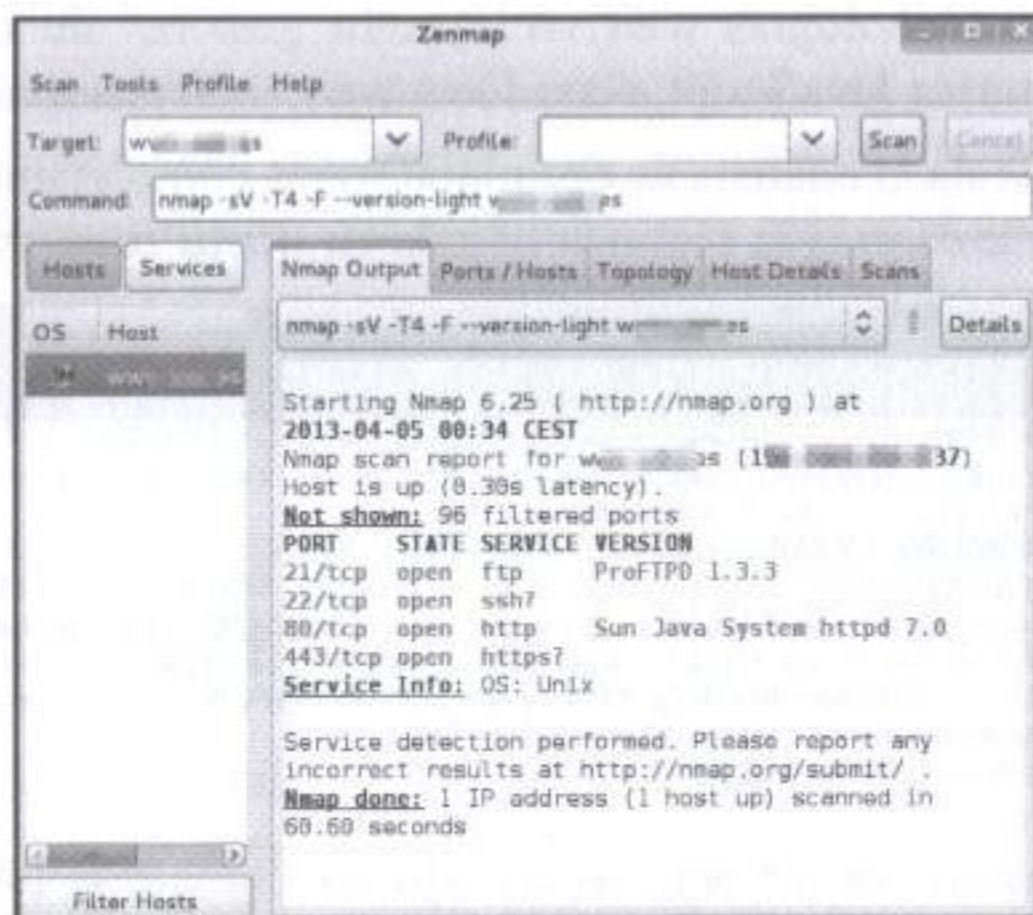 Zenmap
Scan Tools Profile Help
Target: Profile: Scan Cancel
Command: nmap -sV -T4 -F --version-light
Hosts Services Nmap Output Ports / Hosts Topology Host Details Scans
nmap -sV -T4 -F --version-light Details
OS Host
Starting Nmap 6.25 ( http://nmap.org ) at
2013-04-05 00:34 CEST
Nmap scan report for
Host is up (0.30s latency).
Not shown: 96 filtered ports
PORT STATE SERVICE VERSION
21/tcp open ftp ProFTPD 1.3.3
22/tcp open ssh?
80/tcp open http Sun Java System httpd 7.0
443/tcp open https?
Service Info: OS: Unix
Service detection performed. Please report any
incorrect results at http://nmap.org/submit/ .
Nmap done: 1 IP address (1 host up) scanned in
60.60 seconds
Filter Hosts